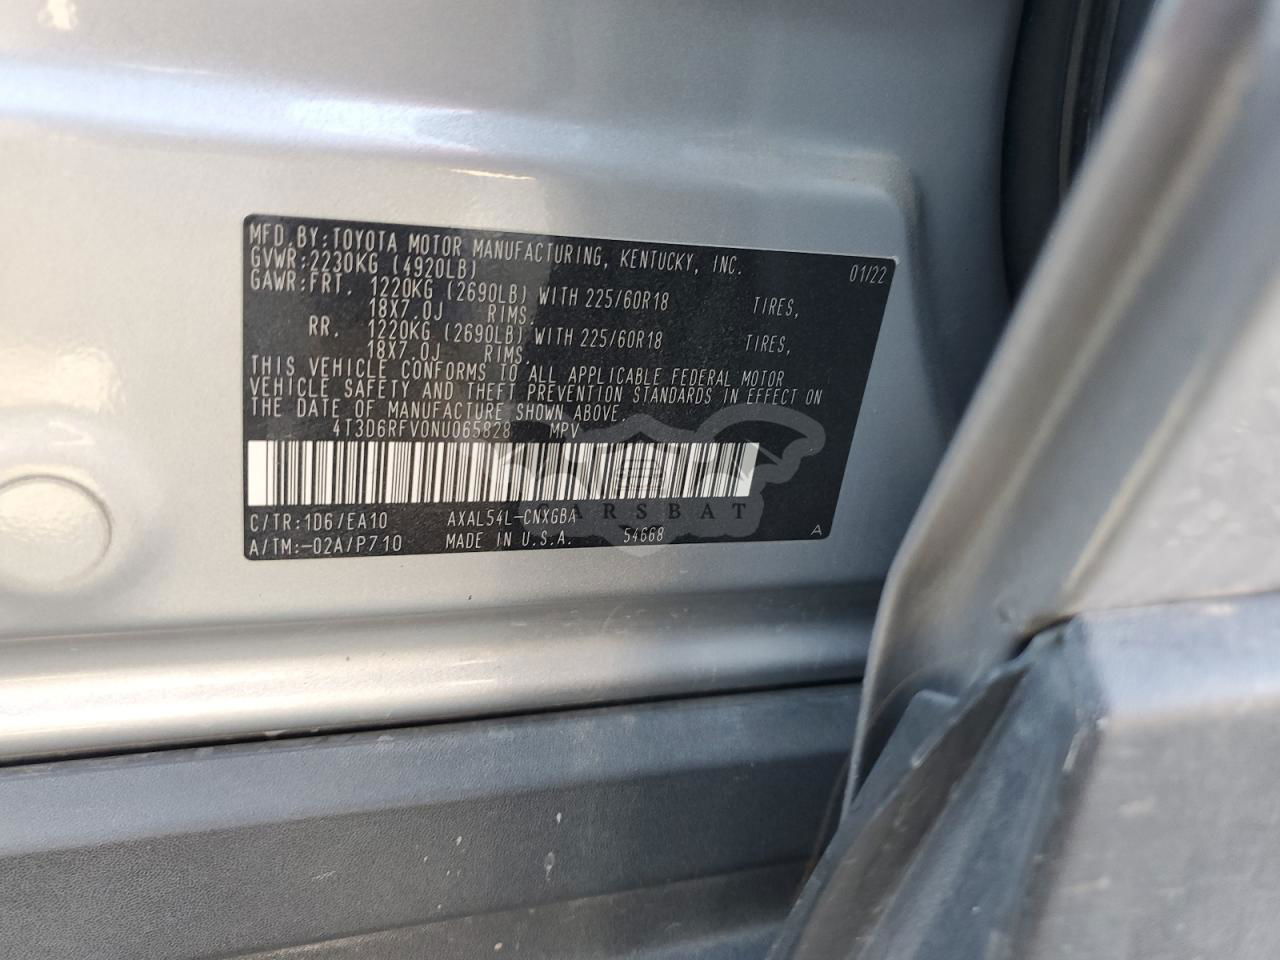 MFD.BY:TOYOTA MOTOR MANUFACTURING, KENTUCKY, INC. 01/22
GVWR:2230KG (4920LB)
GAWR:FRT. 1220KG (2690LB) WITH 225/60R18 TIRES,
18X7.0J RIMS,
RR. 1220KG (2690LB) WITH 225/60R18 TIRES,
18X7.0J RIMS
THIS VEHICLE CONFORMS TO ALL APPLICABLE FEDERAL MOTOR
VEHICLE SAFETY AND THEFT PREVENTION STANDARDS IN EFFECT ON
THE DATE OF MANUFACTURE SHOWN ABOVE.
4T3D6RFV0NU065828 MPV
CARSBAT
C/TR:1D6/EA10 AXAL54L-CNXGBA
A/TM:-02A/P710 MADE IN U.S.A. 54668 A